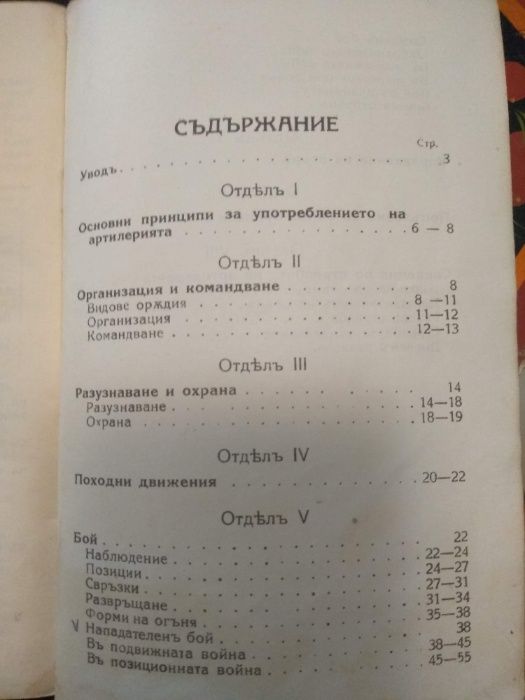 СЪДЪРЖАНИЕ
Стр.
Уводъ . . . . . . . . . . 3
Отдѣлъ I
Основни принципи за употреблението на
артилерията . . . . . . . . . . 6 — 8
Отдѣлъ II
Организация и командване . . . . . . . 8
Видове орѫдия . . . . . . . . . . 8 —11
Организация . . . . . . . . . . 11—12
Командване . . . . . . . . . . 12—13
Отдѣлъ III
Разузнаване и охрана . . . . . . . . 14
Разузнаване . . . . . . . . . . 14—18
Охрана . . . . . . . . . . 18—19
Отдѣлъ IV
Походни движения . . . . . . . . 20—22
Отдѣлъ V
Бой . . . . . . . . . . 22
Наблюдение . . . . . . . . . . 22—24
Позиции . . . . . . . . . . 24—27
Свръзки . . . . . . . . . . 27—31
Развръщане . . . . . . . . . . 31—34
Форми на огъня . . . . . . . . . 35—38
V Нападателенъ бой . . . . . . . . 38
Въ подвижната война . . . . . . . 38—45
Въ позиционната война . . . . . . 45—55